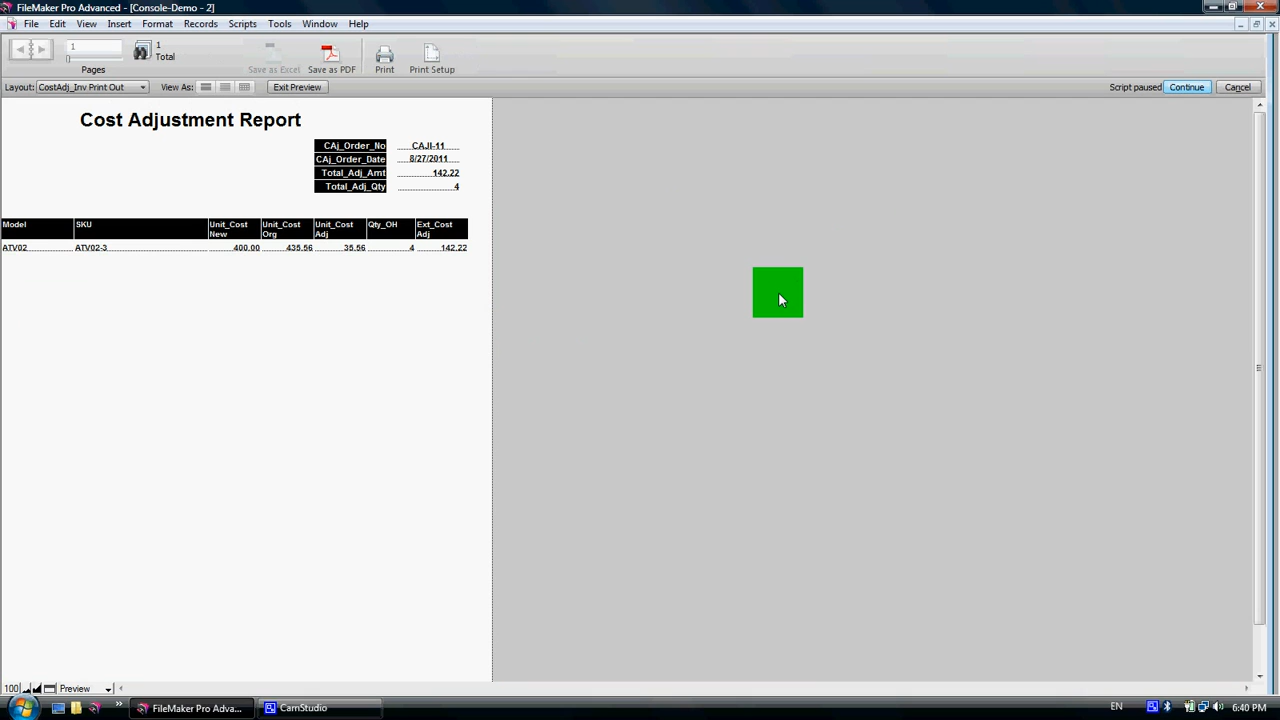 FileMaker Pro Advanced - [Console-Demo - 2]
File Edit View Insert Format Records Scripts Tools Window Help
1
1
Total
Pages
Save as Excel Save as PDF Print Print Setup
Layout: CostAdj_Inv Print Out View As: Exit Preview Script paused Continue Cancel
Cost Adjustment Report
CAj_Order_No CAJI-11
CAj_Order_Date 8/27/2011
Total_Adj_Amt 142.22
Total_Adj_Qty 4
Model SKU Unit_Cost Unit_Cost Unit_Cost Qty_OH Ext_Cost
New Org Adj Adj
ATV02 ATV02-3 400.00 435.56 35.56 4 142.22
100 Preview
FileMaker Pro Advan... CamStudio EN 6:40 PM